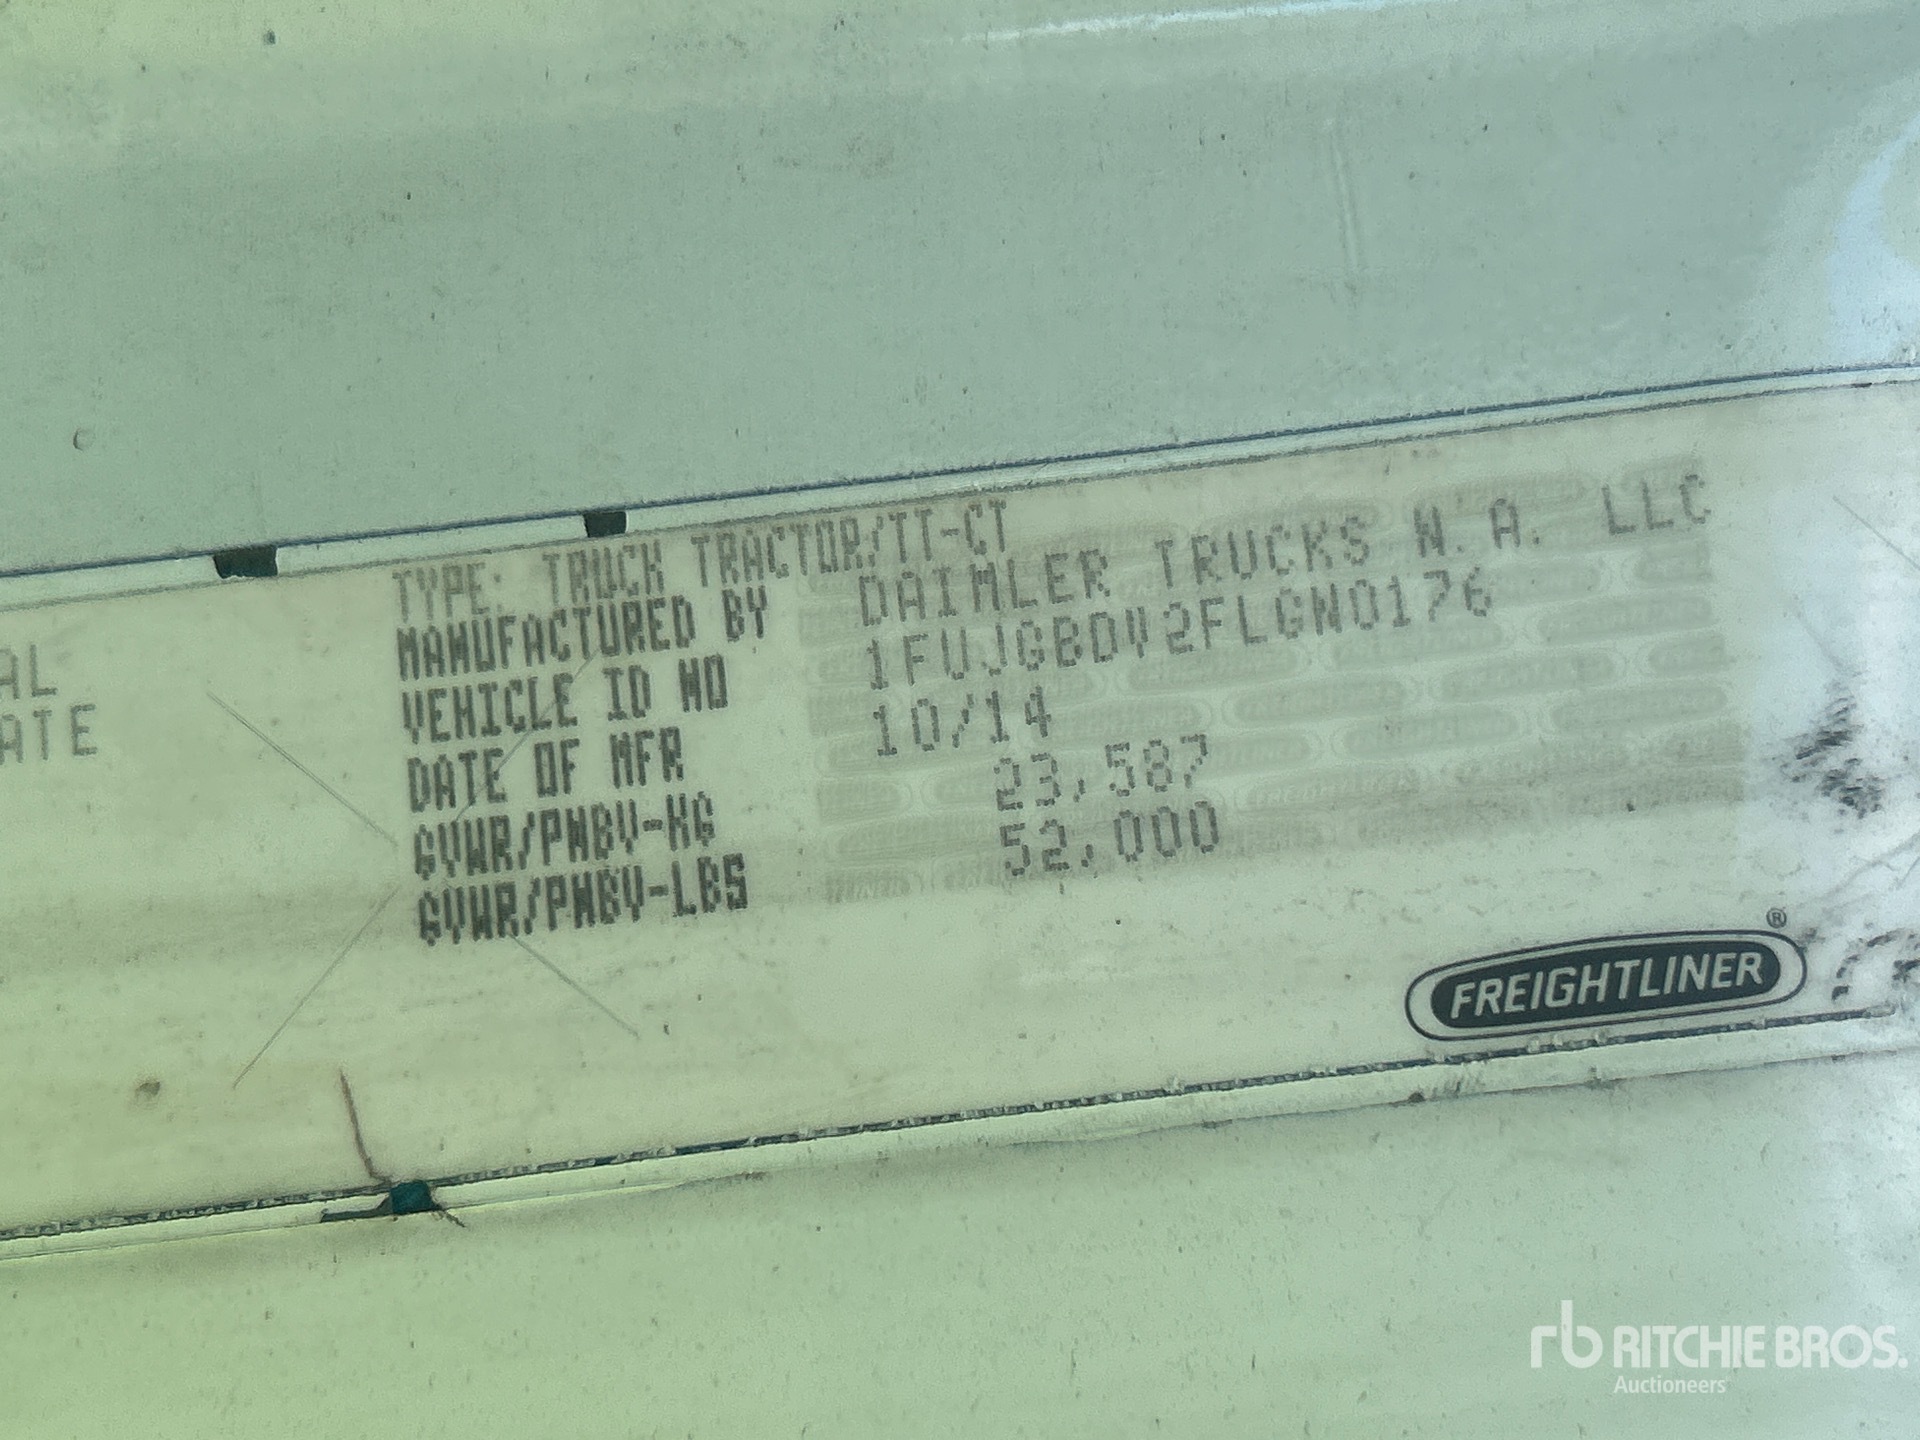 AL
ATE
TYPE: TRUCK TRACTOR/TT-CT
MANUFACTURED BY DAIMLER TRUCKS N.A. LLC
VEHICLE ID NO 1FUJGBDV2FLGN0176
DATE OF MFR 10/14
GVWR/PNBV-KG 23,587
GVWR/PNBV-LBS 52,000
FREIGHTLINER®
rb RITCHIE BROS.
Auctioneers